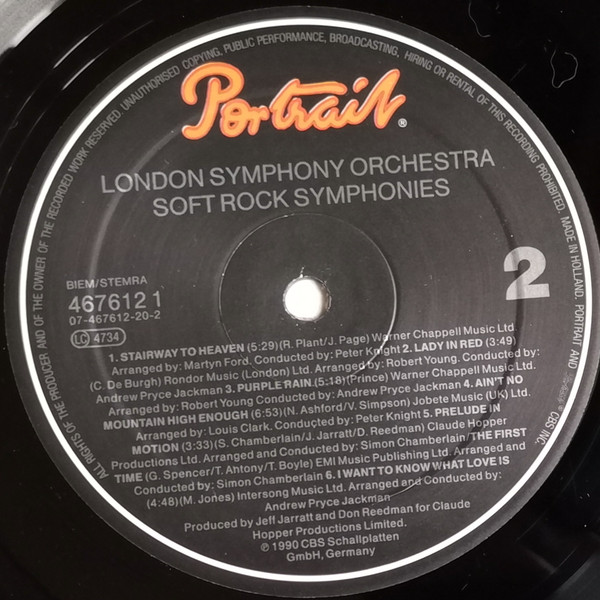 Portrait®
LONDON SYMPHONY ORCHESTRA
SOFT ROCK SYMPHONIES
2
BIEM/STEMRA
467612 1
07-467612-20-2
LC 4734
1. STAIRWAY TO HEAVEN (5:29)(R. Plant/J. Page) Warner Chappell Music Ltd.
Arranged by: Martyn Ford. Conducted by: Peter Knight 2. LADY IN RED (3:49)
(C. De Burgh) Rondor Music (London) Ltd. Arranged by: Robert Young. Conducted by:
Andrew Pryce Jackman 3. PURPLE RAIN (5:18)(Prince) Warner Chappell Music Ltd.
Arranged by: Robert Young Conducted by: Andrew Pryce Jackman 4. AIN'T NO
MOUNTAIN HIGH ENOUGH (6:53)(N. Ashford/V. Simpson) Jobete Music (UK) Ltd.
Arranged by: Louis Clark. Conducted by: Peter Knight 5. PRELUDE IN
MOTION (3:33)(S. Chamberlain/J. Jarratt/D. Reedman) Claude Hopper
Productions Ltd. Arranged and Conducted by: Simon Chamberlain/THE FIRST
TIME (G. Spencer/T. Antony/T. Boyle) EMI Music Publishing Ltd. Arranged and
Conducted by: Simon Chamberlain 6. I WANT TO KNOW WHAT LOVE IS
(4:48)(M. Jones) Intersong Music Ltd. Arranged and Conducted by:
Andrew Pryce Jackman
Produced by Jeff Jarratt and Don Reedman for Claude
Hopper Productions Limited.
℗ 1990 CBS Schallplatten
GmbH, Germany
ALL RIGHTS OF THE PRODUCER AND OF THE OWNER OF THE RECORDED WORK RESERVED. UNAUTHORISED COPYING, PUBLIC PERFORMANCE, BROADCASTING, HIRING OR RENTAL OF THIS RECORDING PROHIBITED. MADE IN HOLLAND. PORTRAIT AND CBS INC.